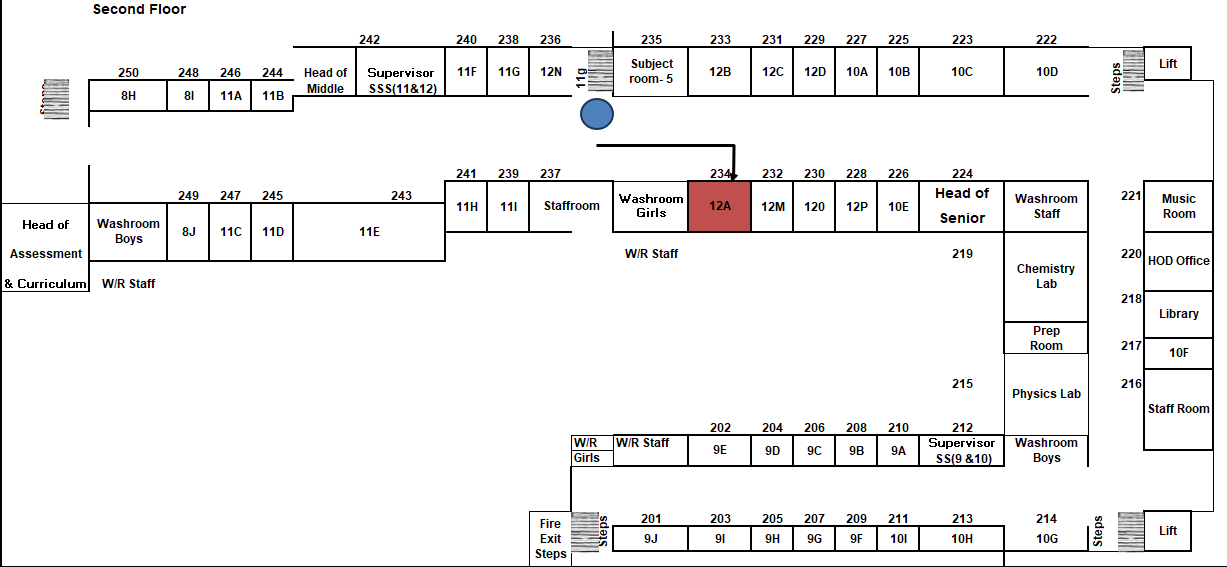 Second Floor
242
240
238
236
235
233
231
229
227
225
223
222
250
248
246
244
Head of
Middle
Supervisor
SSS(11&12)
11F
11G
12N
11g
Subject
room- 5
12B
12C
12D
10A
10B
10C
10D
Steps
Lift
8H
8I
11A
11B
249
247
245
243
241
239
237
234
232
230
228
226
224
221
Head of
Assessment
& Curriculum
Washroom
Boys
8J
11C
11D
11E
11H
11I
Staffroom
Washroom
Girls
12A
12M
120
12P
10E
Head of
Senior
Washroom
Staff
Music
Room
W/R Staff
W/R Staff
219
Chemistry
Lab
220
HOD Office
218
Library
Prep
Room
217
10F
215
Physics Lab
216
Staff Room
202
204
206
208
210
212
W/R
Girls
W/R Staff
9E
9D
9C
9B
9A
Supervisor
SS(9 &10)
Washroom
Boys
201
203
205
207
209
211
213
214
Fire
Exit
Steps
Steps
9J
9I
9H
9G
9F
10I
10H
10G
Steps
Lift